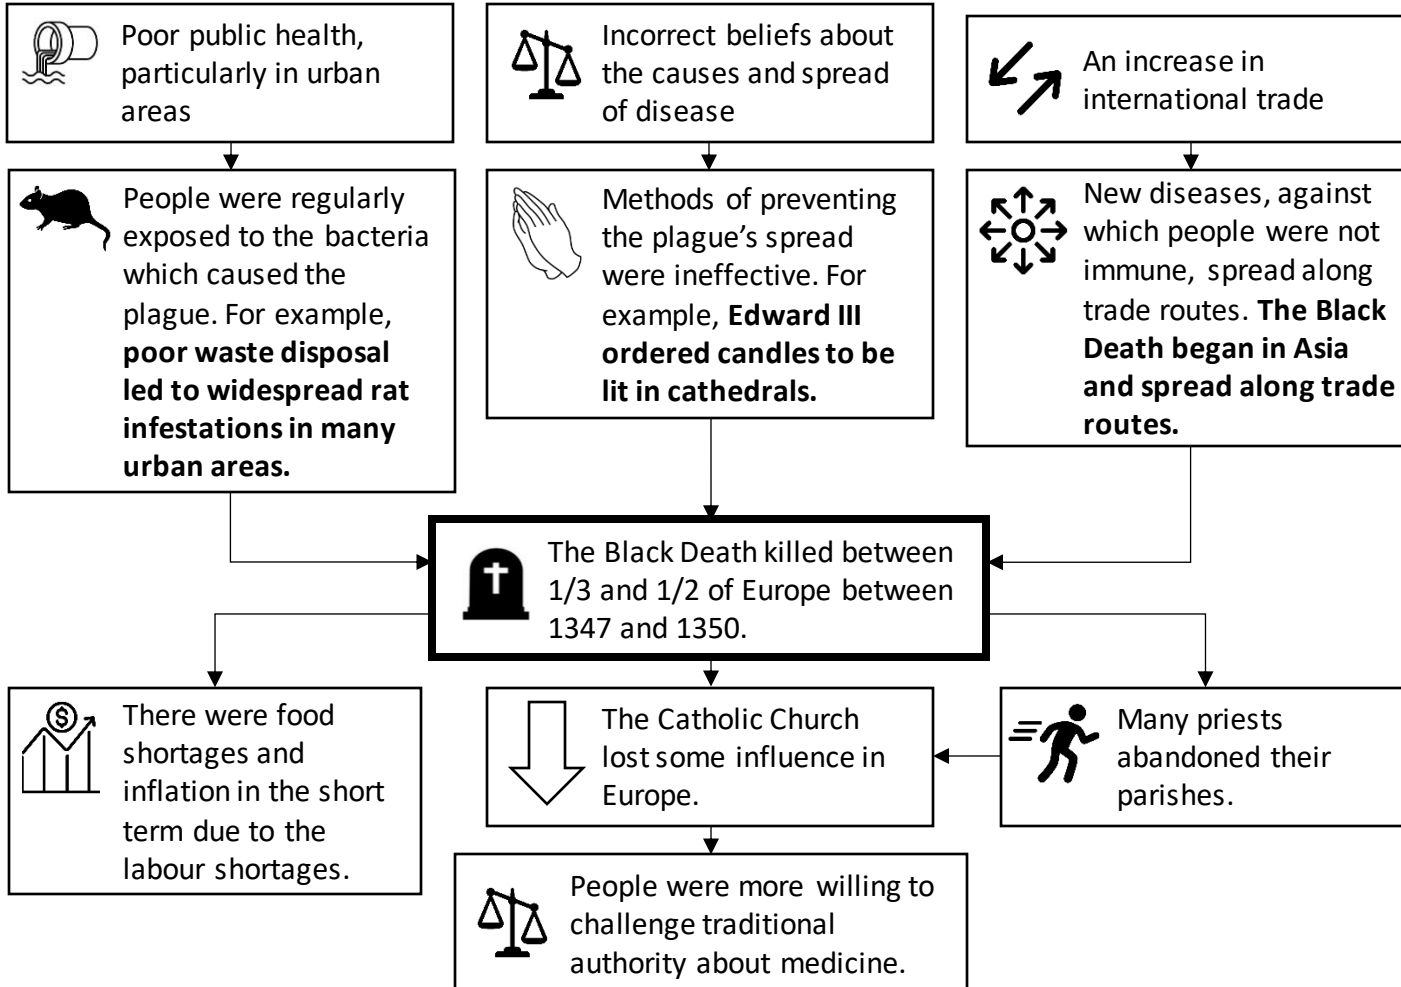 Poor public health,
particularly in urban
areas
Incorrect beliefs about
the causes and spread
of disease
An increase in
international trade
People were regularly
exposed to the bacteria
which caused the
plague. For example,
poor waste disposal
led to widespread rat
infestations in many
urban areas.
Methods of preventing
the plague’s spread
were ineffective. For
example, Edward III
ordered candles to be
lit in cathedrals.
New diseases, against
which people were not
immune, spread along
trade routes. The Black
Death began in Asia
and spread along trade
routes.
The Black Death killed between
1/3 and 1/2 of Europe between
1347 and 1350.
$
There were food
shortages and
inflation in the short
term due to the
labour shortages.
The Catholic Church
lost some influence in
Europe.
Many priests
abandoned their
parishes.
People were more willing to
challenge traditional
authority about medicine.